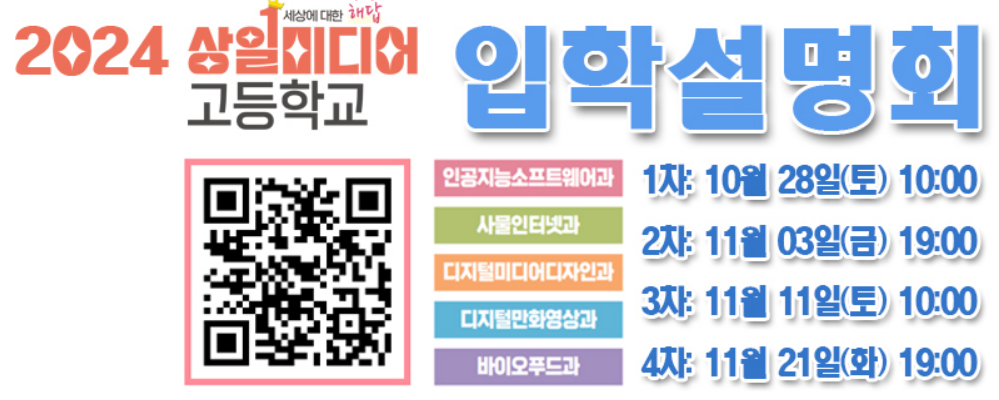 세상에 대한 해답
2024 상일미디어
고등학교
입학설명회
인공지능소프트웨어과
사물인터넷과
디지털미디어디자인과
디지털만화영상과
바이오푸드과
1차: 10월 28일(토) 10:00
2차: 11월 03일(금) 19:00
3차: 11월 11일(토) 10:00
4차: 11월 21일(화) 19:00